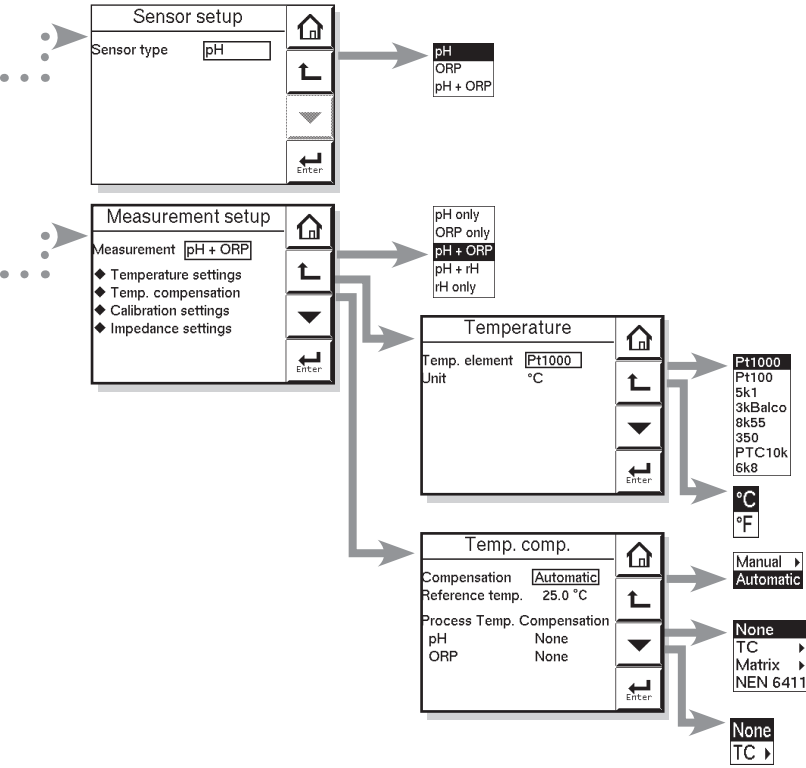 Sensor setup
Sensor type pH
Enter
pH
ORP
pH + ORP
Measurement setup
Measurement pH + ORP
◆ Temperature settings
◆ Temp. compensation
◆ Calibration settings
◆ Impedance settings
Enter
pH only
ORP only
pH + ORP
pH + rH
rH only
Temperature
Temp. element Pt1000
Unit °C
Enter
Pt1000
Pt100
5k1
3kBalco
8k55
350
PTC10k
6k8
°C
°F
Temp. comp.
Compensation Automatic
Reference temp. 25.0 °C
Process Temp. Compensation
pH None
ORP None
Enter
Manual
Automatic
None
TC
Matrix
NEN 6411
None
TC